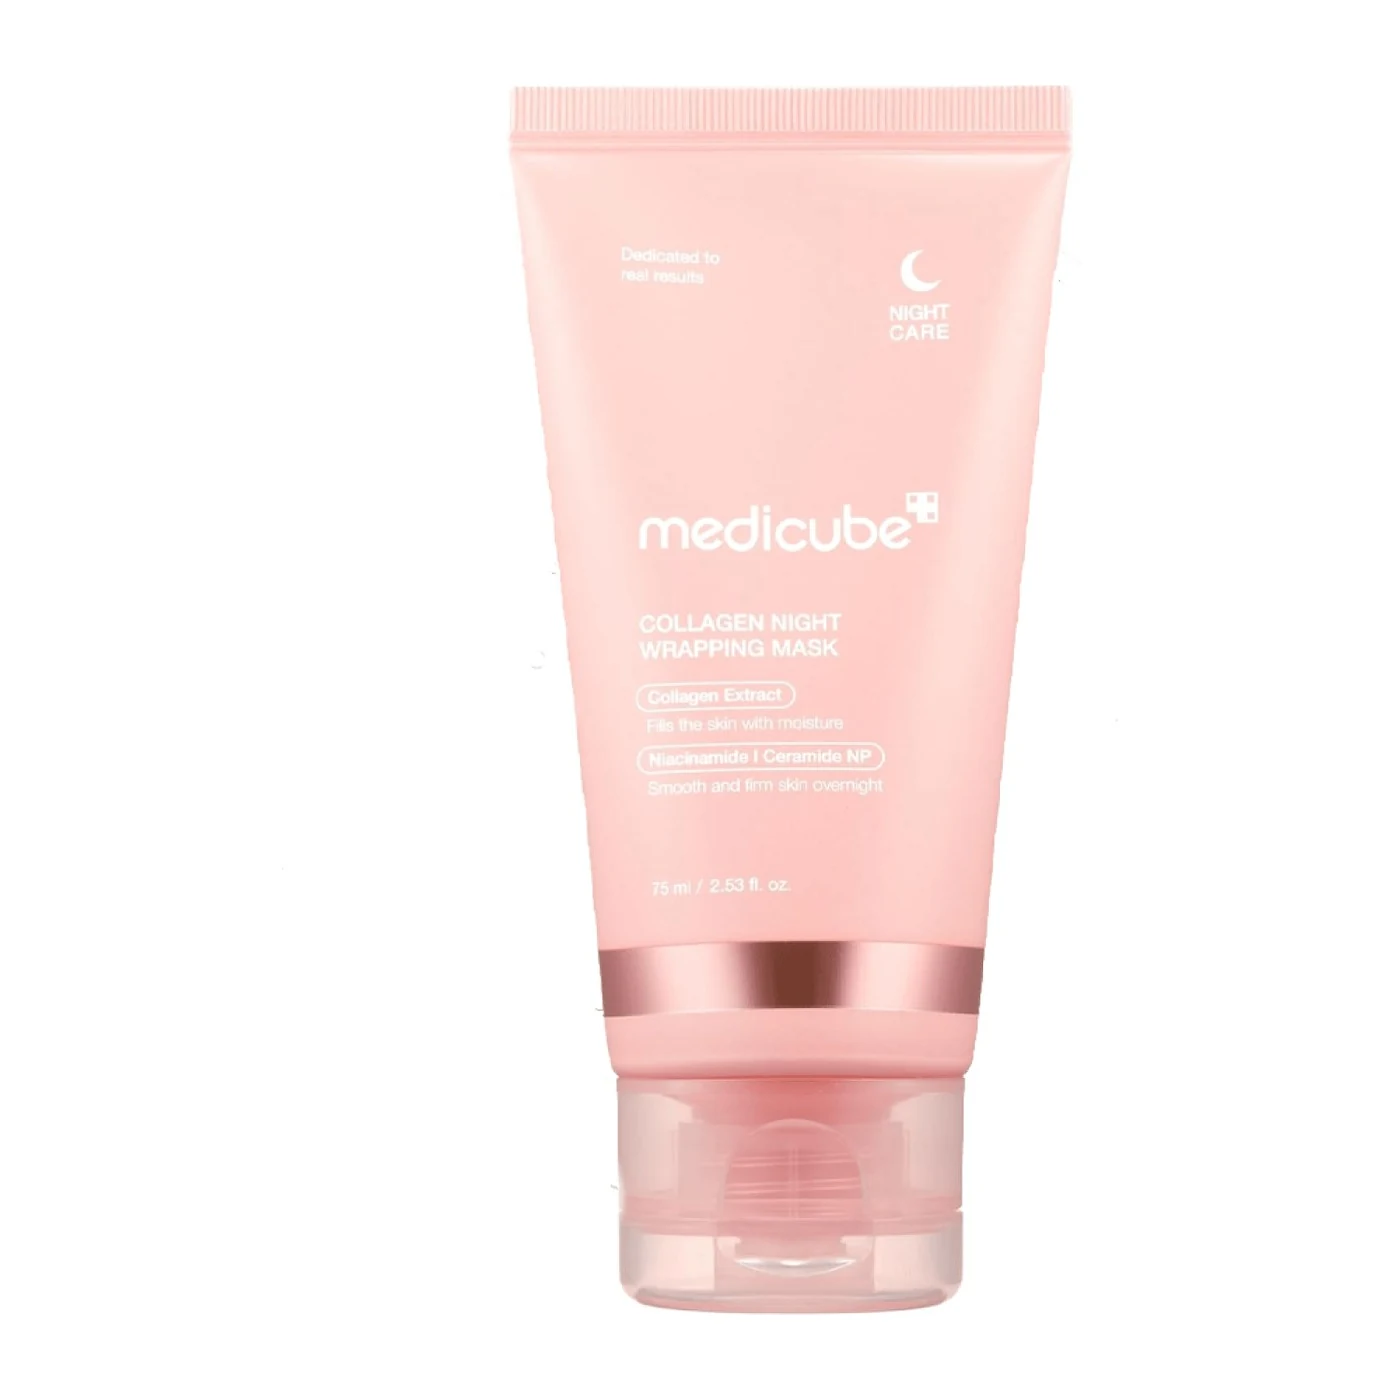 Dedicated to
real results
NIGHT
CARE
medicube
COLLAGEN NIGHT
WRAPPING MASK
Collagen Extract
Fills the skin with moisture
Niacinamide I Ceramide NP
Smooth and firm skin overnight
75 ml / 2.53 fl. oz.